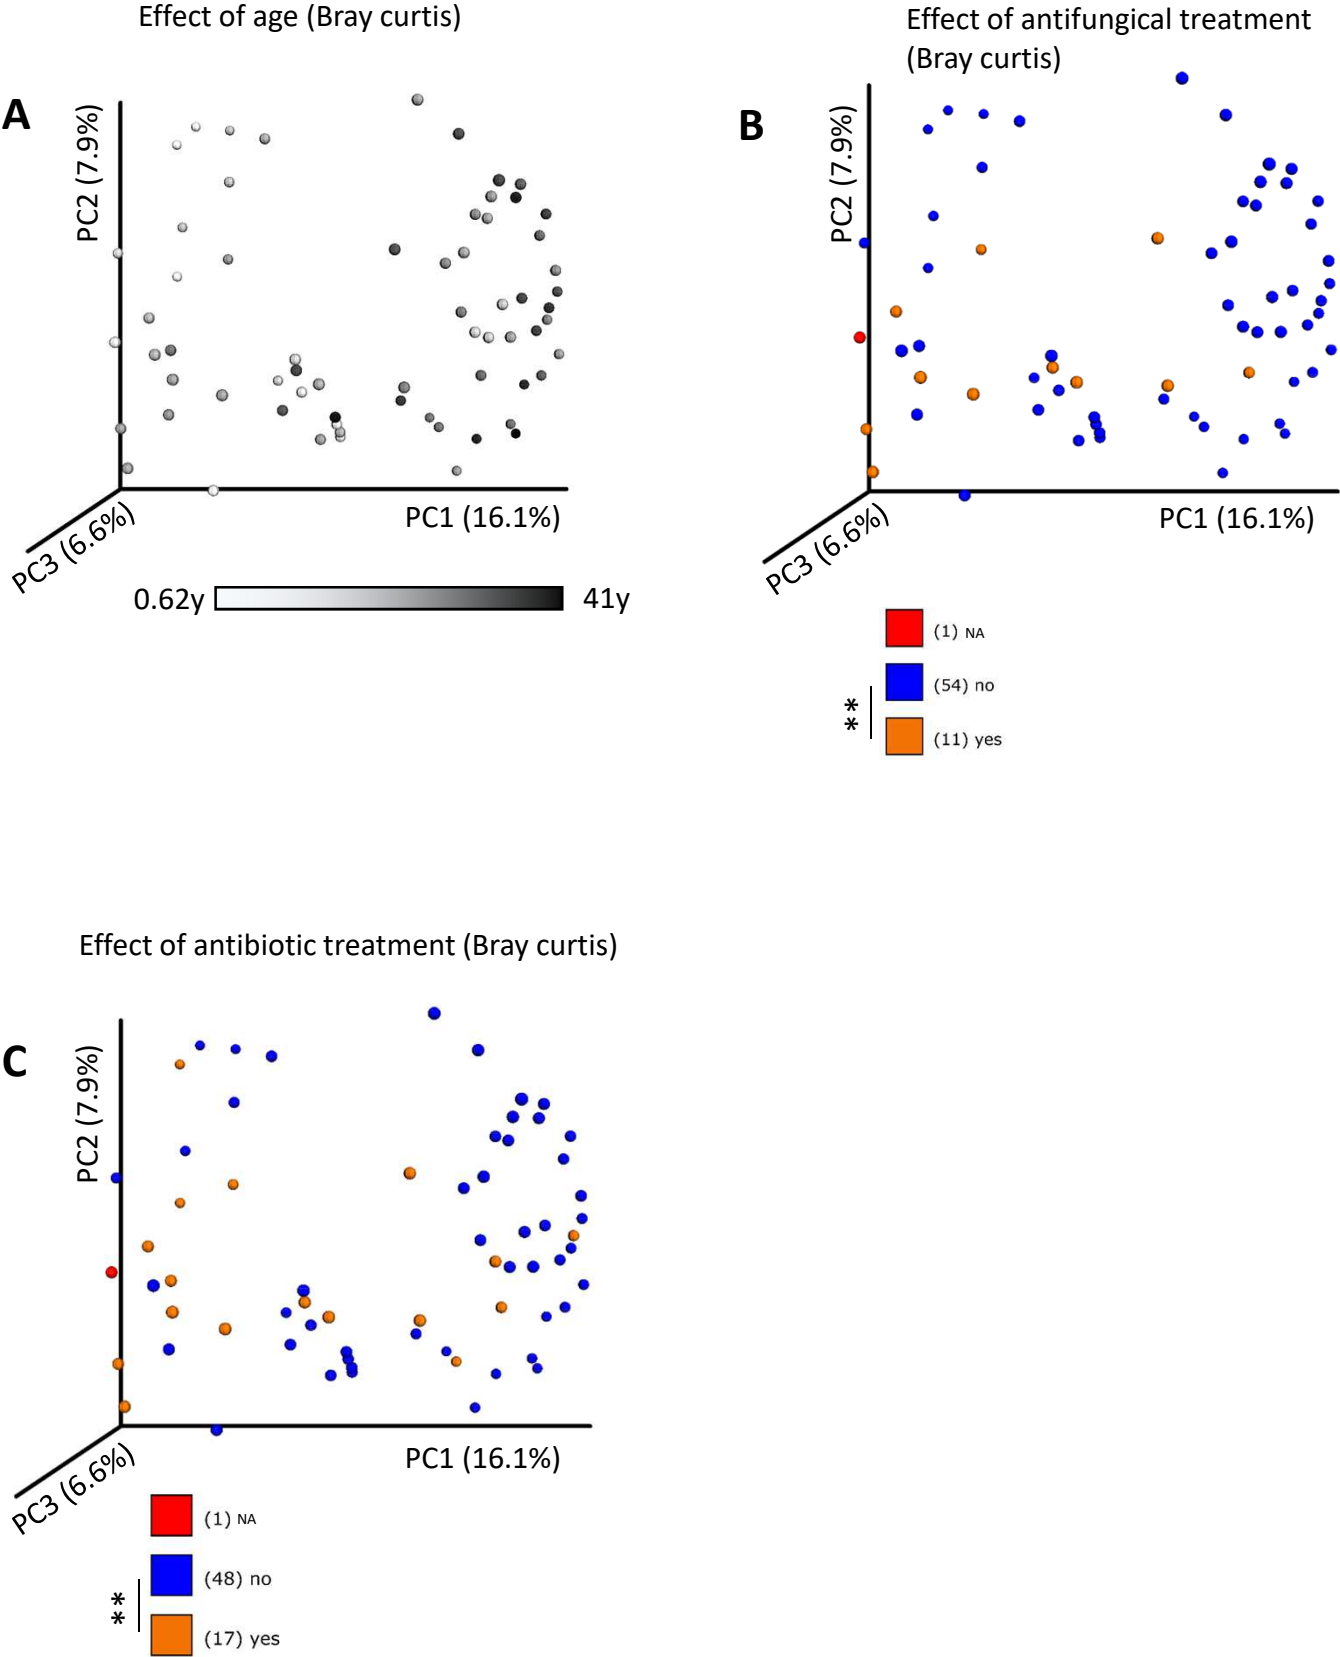 Effect of age (Bray curtis)
A
PC2 (7.9%)
PC1 (16.1%)
PC3 (6.6%)
0.62y
41y
Effect of antifungical treatment
(Bray curtis)
B
PC2 (7.9%)
PC1 (16.1%)
PC3 (6.6%)
(1) NA
(54) no
**
(11) yes
Effect of antibiotic treatment (Bray curtis)
C
PC2 (7.9%)
PC1 (16.1%)
PC3 (6.6%)
(1) NA
(48) no
**
(17) yes